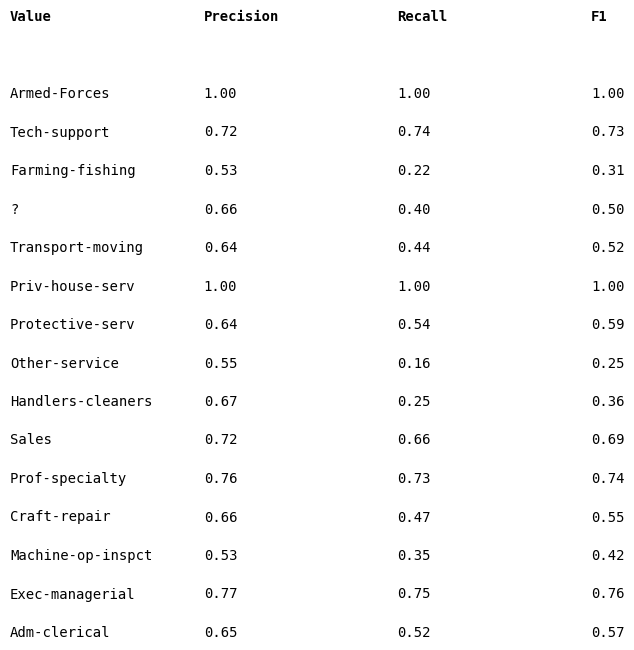 Value Precision Recall F1
Armed-Forces 1.00 1.00 1.00
Tech-support 0.72 0.74 0.73
Farming-fishing 0.53 0.22 0.31
? 0.66 0.40 0.50
Transport-moving 0.64 0.44 0.52
Priv-house-serv 1.00 1.00 1.00
Protective-serv 0.64 0.54 0.59
Other-service 0.55 0.16 0.25
Handlers-cleaners 0.67 0.25 0.36
Sales 0.72 0.66 0.69
Prof-specialty 0.76 0.73 0.74
Craft-repair 0.66 0.47 0.55
Machine-op-inspct 0.53 0.35 0.42
Exec-managerial 0.77 0.75 0.76
Adm-clerical 0.65 0.52 0.57